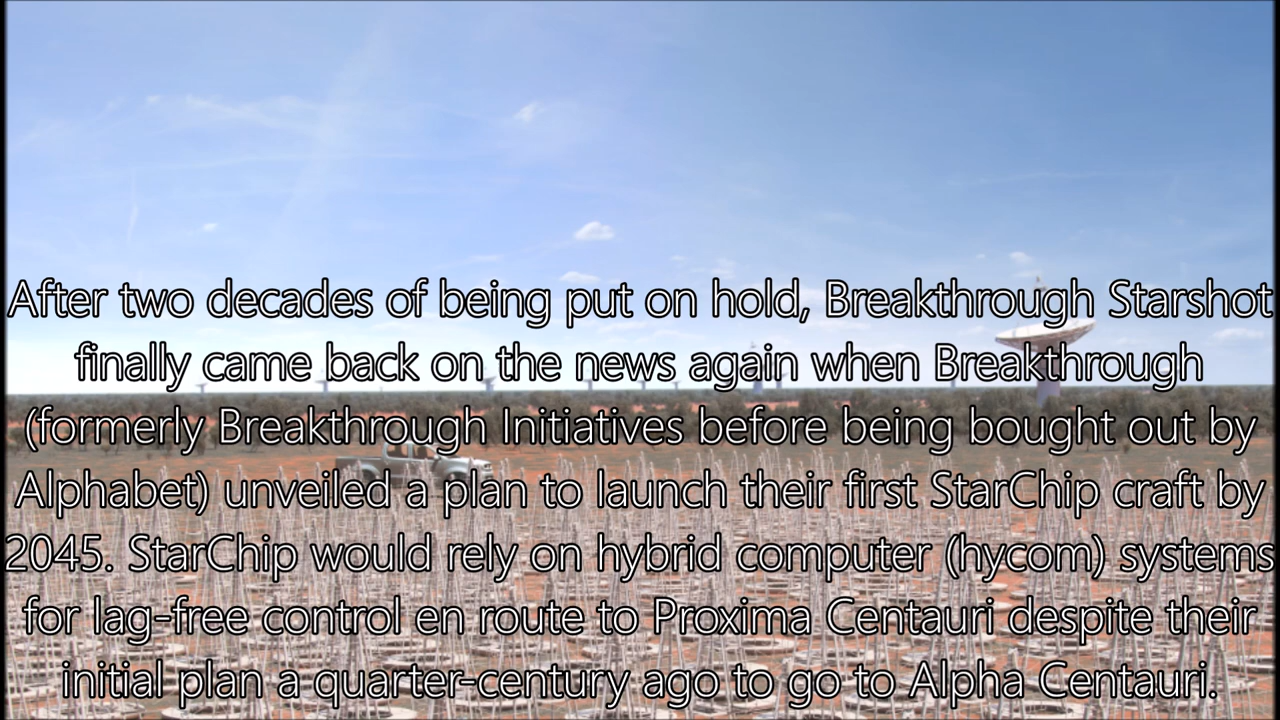 After two decades of being put on hold, Breakthrough Starshot
finally came back on the news again when Breakthrough
(formerly Breakthrough Initiatives before being bought out by
Alphabet) unveiled a plan to launch their first StarChip craft by
2045. StarChip would rely on hybrid computer (hycom) systems
for lag-free control en route to Proxima Centauri despite their
initial plan a quarter-century ago to go to Alpha Centauri.